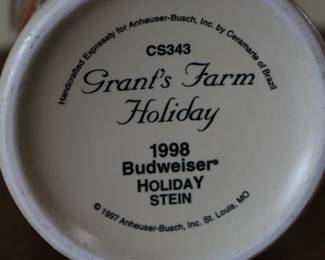 Handcrafted Expressly for Anheuser-Busch, Inc. by Ceramarte of Brazil
CS343
Grant's Farm
Holiday
1998
Budweiser®
HOLIDAY
STEIN
© 1997 Anheuser-Busch, Inc. St. Louis, MO